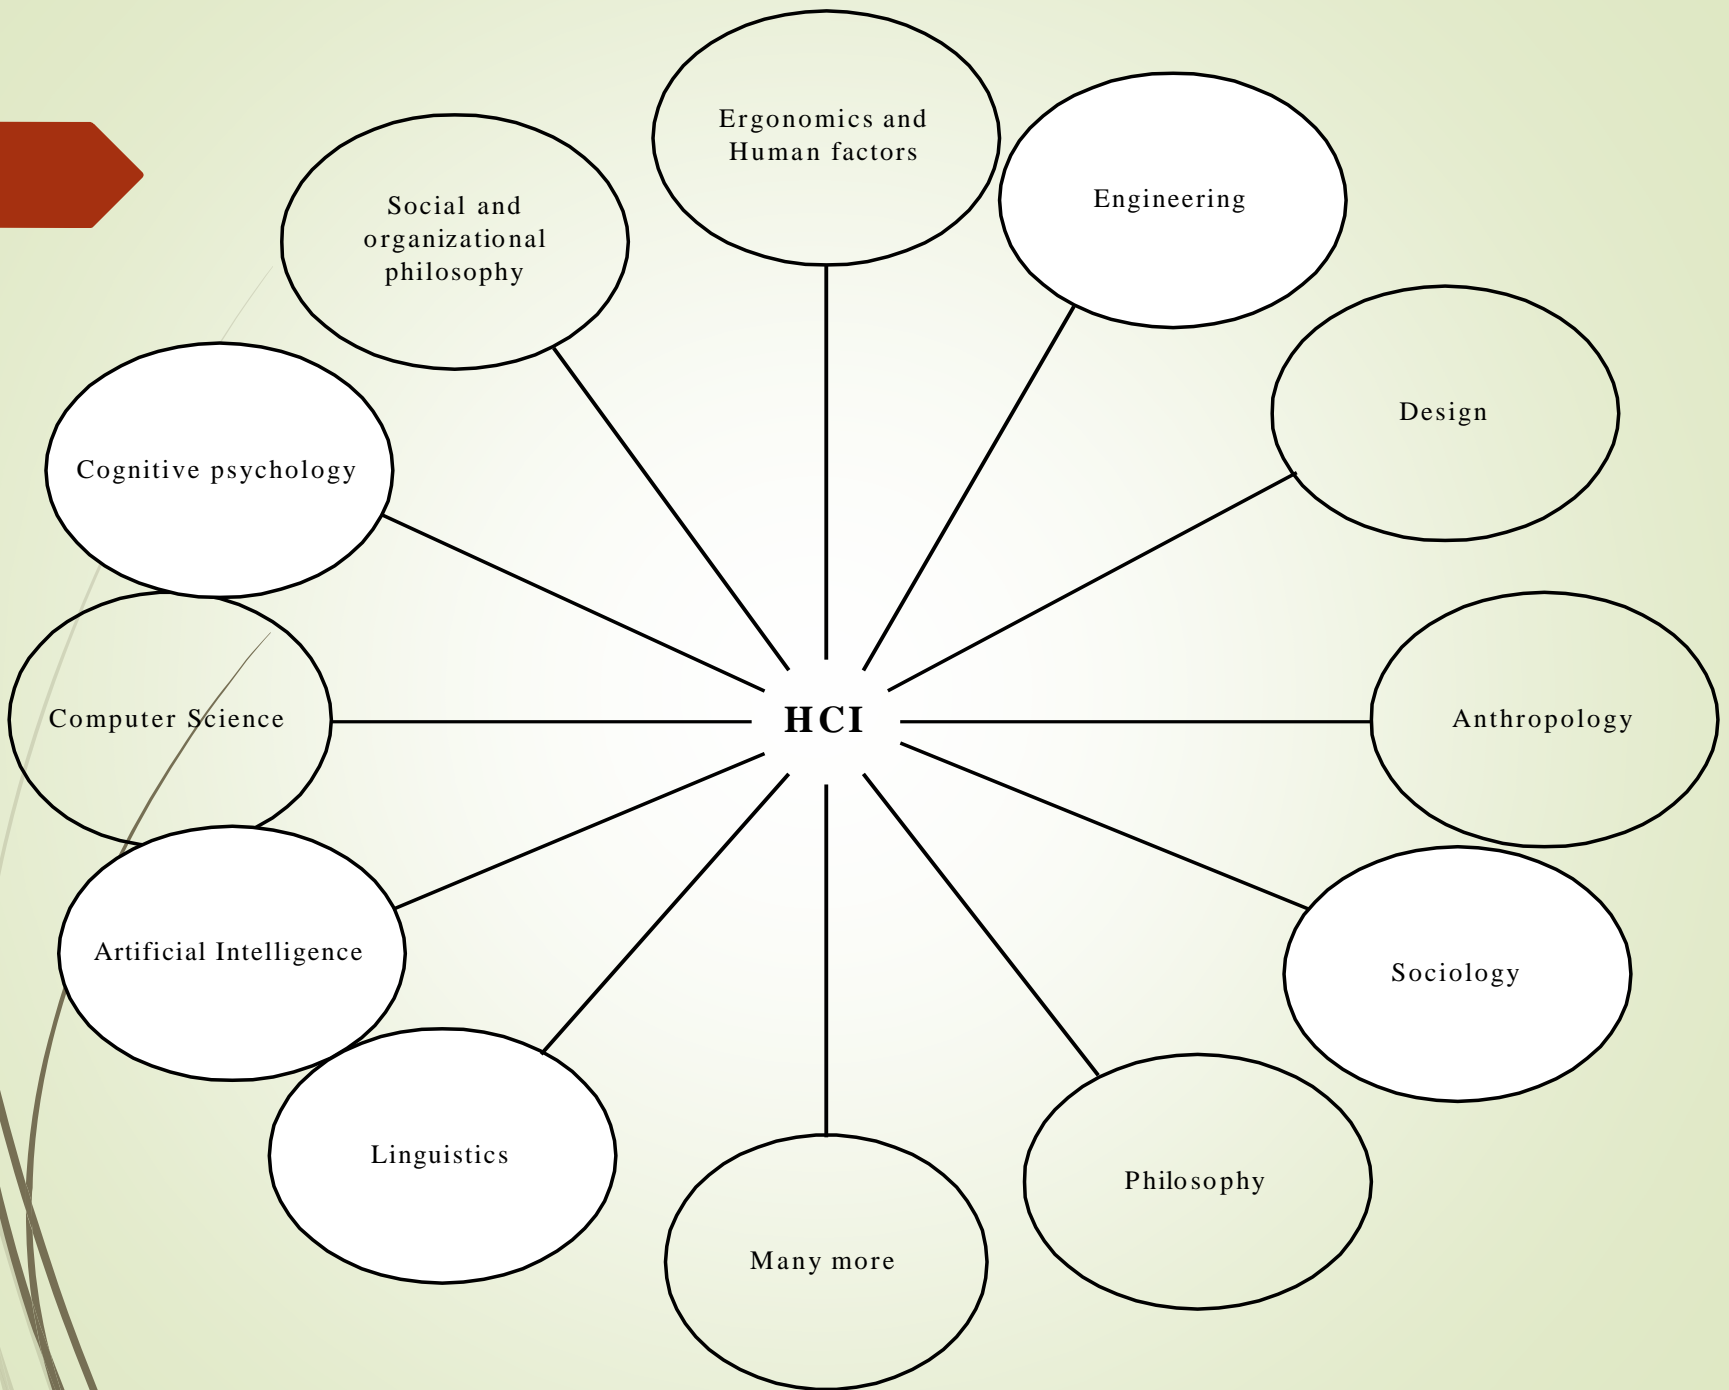 Ergonomics and
Human factors
Engineering
Social and
organizational
philosophy
Design
Cognitive psychology
Computer Science
HCI
Anthropology
Artificial Intelligence
Sociology
Linguistics
Philosophy
Many more